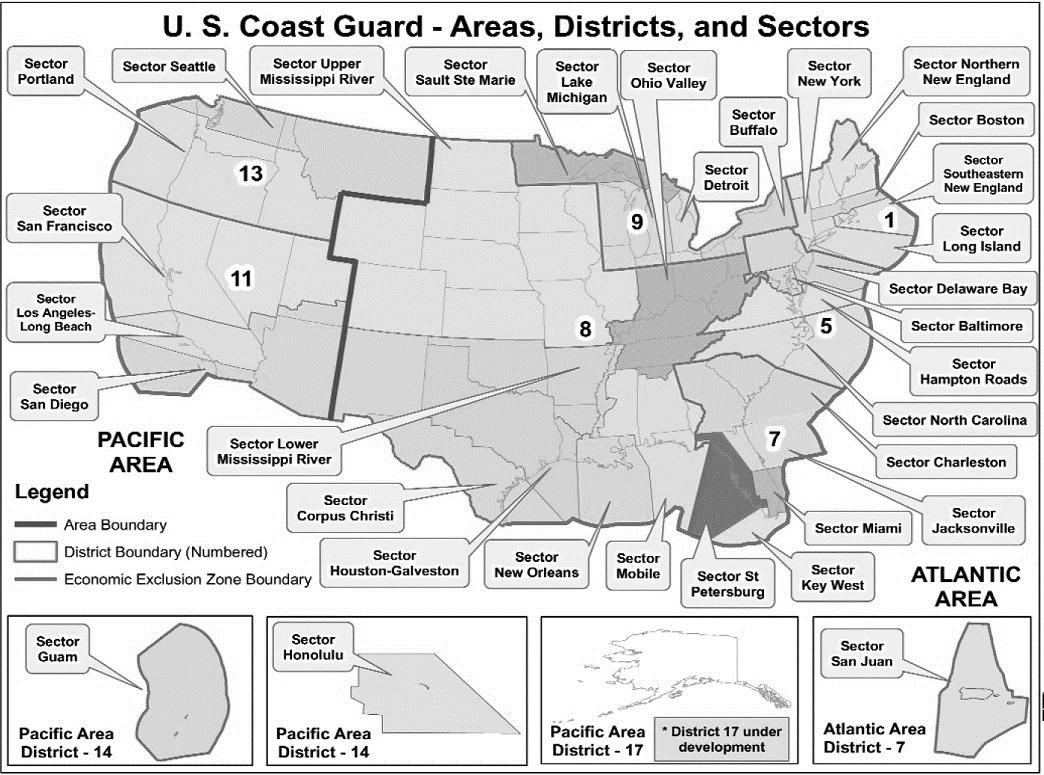 U. S. Coast Guard - Areas, Districts, and Sectors
Sector
Portland
Sector Seattle
Sector Upper
Mississippi River
Sector
Sault Ste Marie
Sector
Lake
Michigan
Sector
Ohio Valley
Sector
New York
Sector Northern
New England
Sector
Buffalo
Sector Boston
Sector
Detroit
Sector
Southeastern
New England
13
9
1
Sector
San Francisco
Sector
Long Island
11
Sector Delaware Bay
Sector
Los Angeles-
Long Beach
8
5
Sector Baltimore
Sector
Hampton Roads
Sector
San Diego
Sector North Carolina
PACIFIC
AREA
Sector Lower
Mississippi River
7
Sector Charleston
Legend
Area Boundary
District Boundary (Numbered)
Economic Exclusion Zone Boundary
Sector
Corpus Christi
Sector
Houston-Galveston
Sector
New Orleans
Sector
Mobile
Sector St
Petersburg
Sector
Key West
Sector Miami
Sector
Jacksonville
ATLANTIC
AREA
Sector
Guam
Pacific Area
District - 14
Sector
Honolulu
Pacific Area
District - 14
Pacific Area
District - 17
* District 17 under
development
Sector
San Juan
Atlantic Area
District - 7